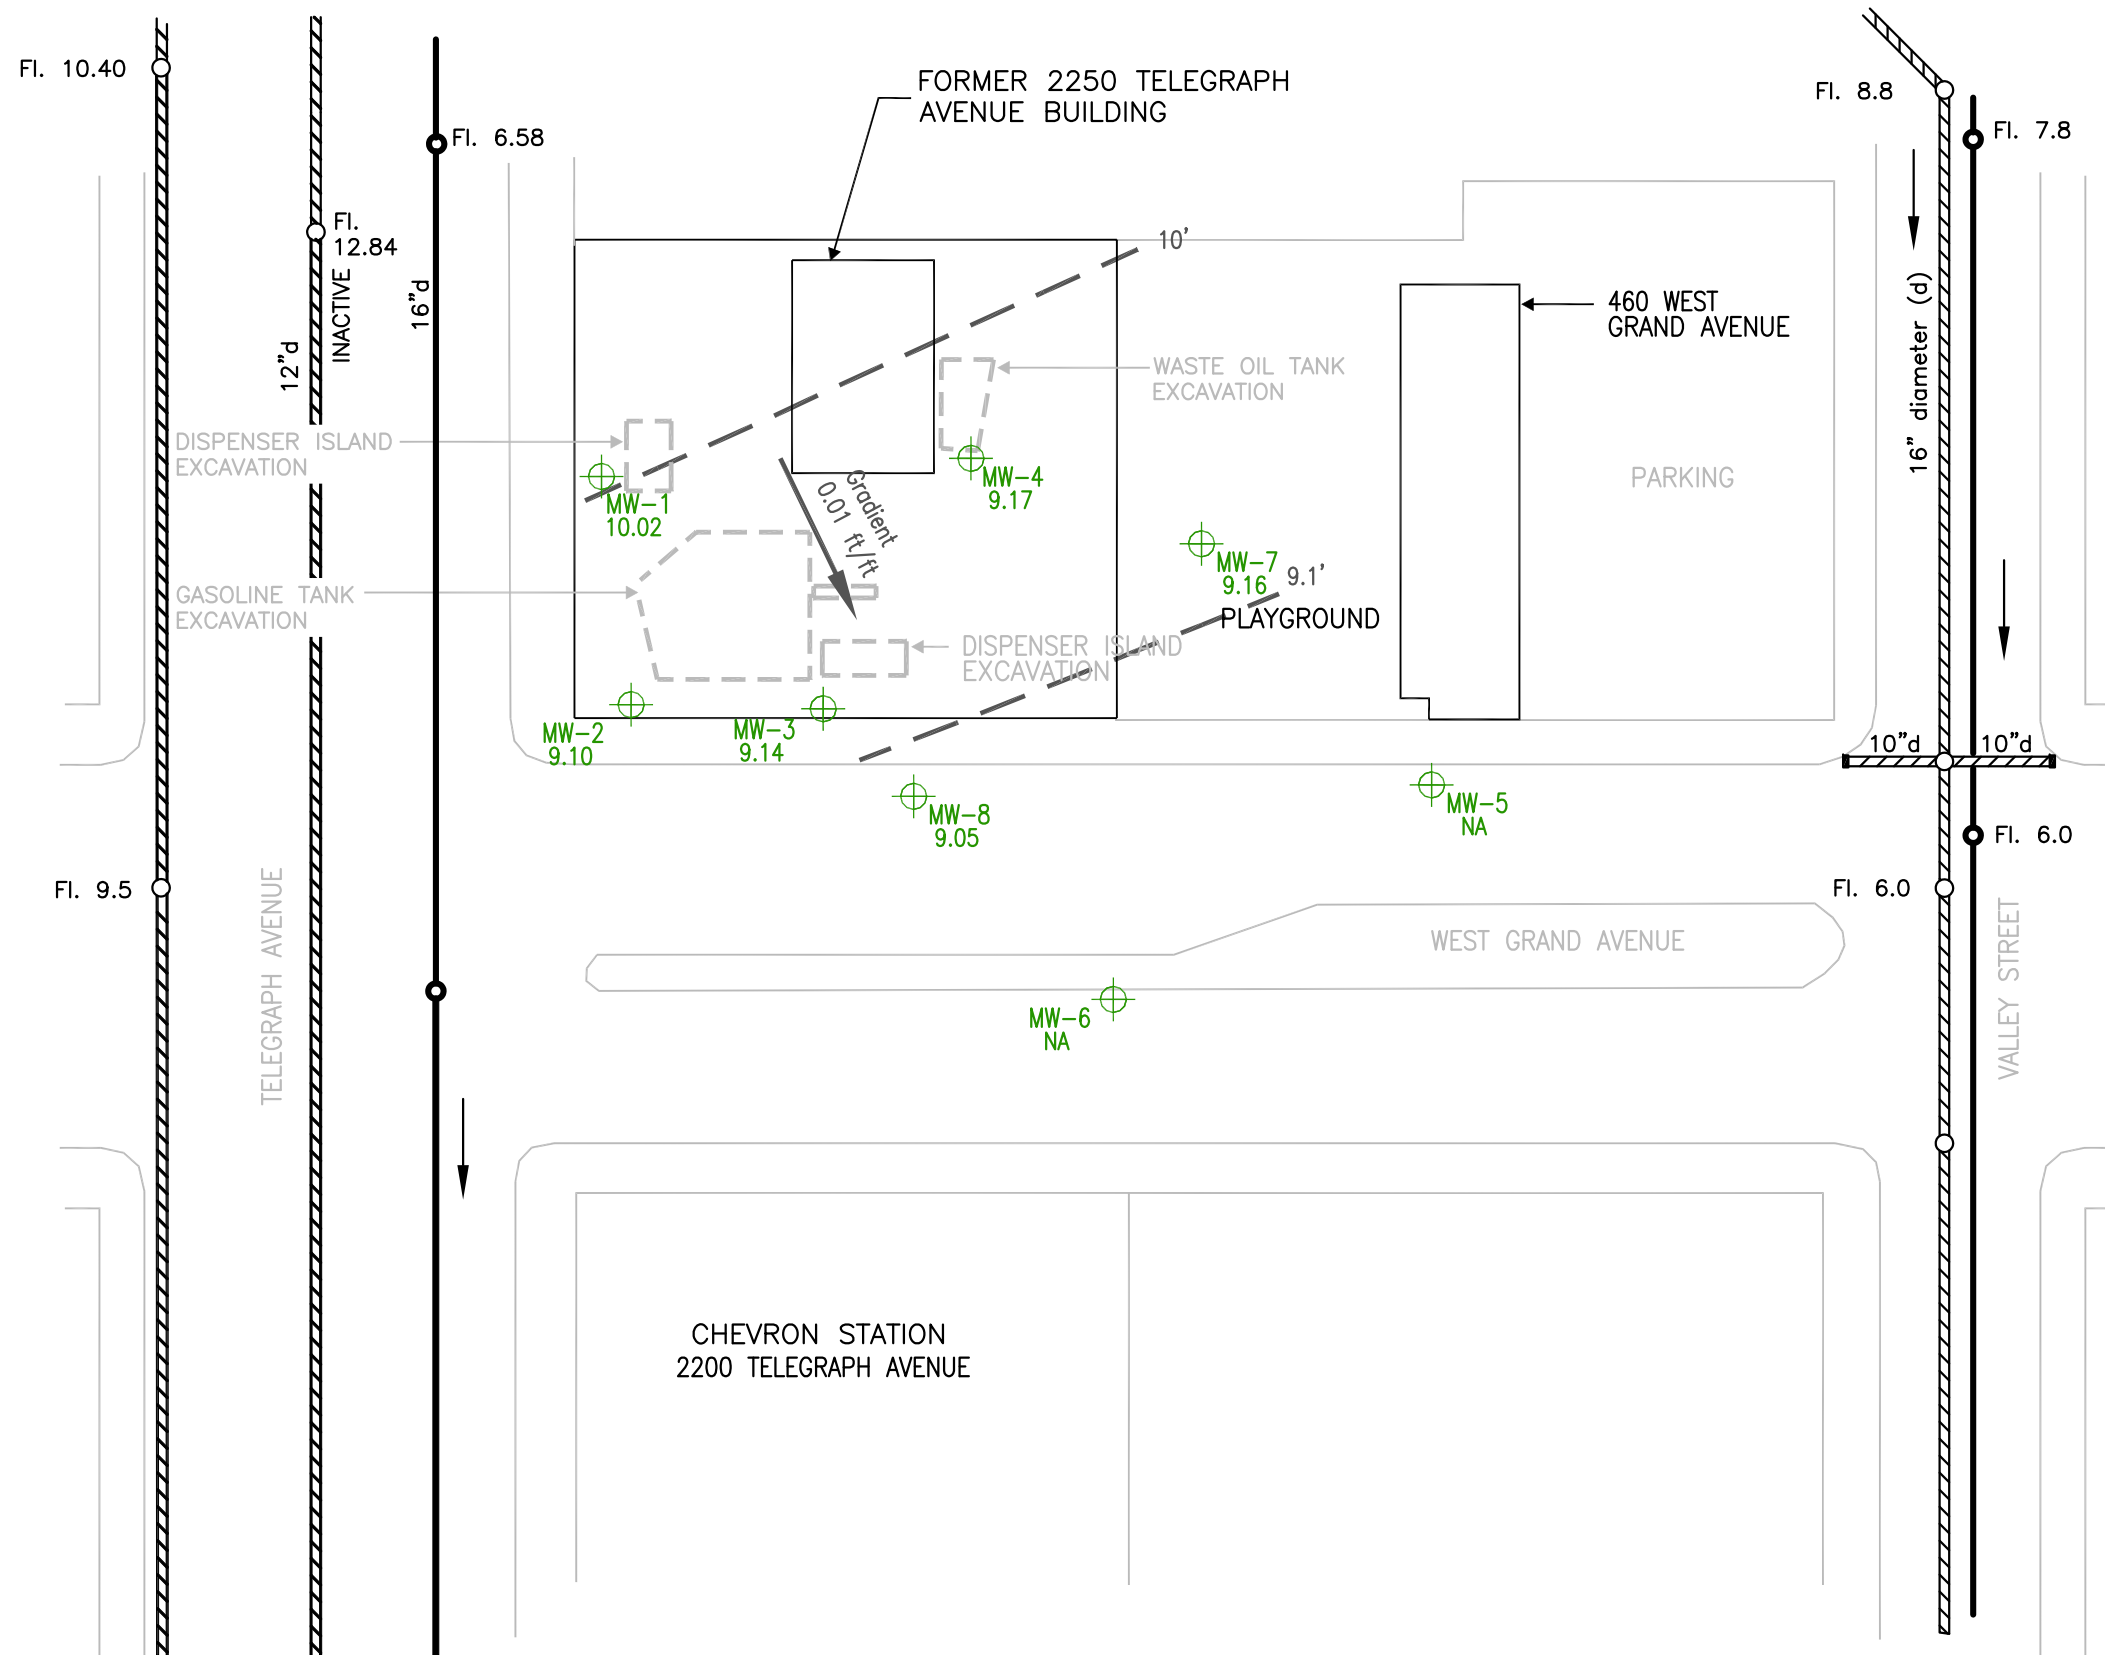 Fl. 10.40
FORMER 2250 TELEGRAPH
AVENUE BUILDING
Fl. 8.8
Fl. 7.8
Fl. 6.58
Fl.
12.84
INACTIVE
12"d
16"d
10'
460 WEST
GRAND AVENUE
16" diameter (d)
WASTE OIL TANK
EXCAVATION
DISPENSER ISLAND
EXCAVATION
MW-1
10.02
MW-4
9.17
Gradient
0.01 ft/ft
PARKING
MW-7
9.16
9.1'
PLAYGROUND
GASOLINE TANK
EXCAVATION
DISPENSER ISLAND
EXCAVATION
MW-2
9.10
MW-3
9.14
10"d
10"d
MW-8
9.05
MW-5
NA
Fl. 6.0
Fl. 9.5
Fl. 6.0
TELEGRAPH AVENUE
WEST GRAND AVENUE
VALLEY STREET
MW-6
NA
CHEVRON STATION
2200 TELEGRAPH AVENUE